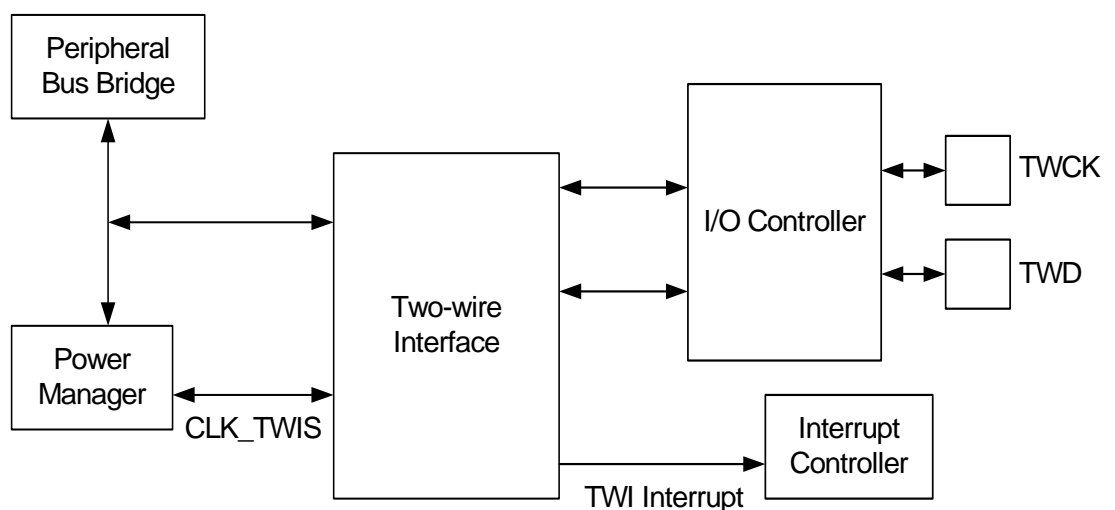 Peripheral
Bus Bridge
TWCK
I/O Controller
TWD
Two-wire
Interface
Power
Manager
CLK_TWIS
Interrupt
Controller
TWI Interrupt